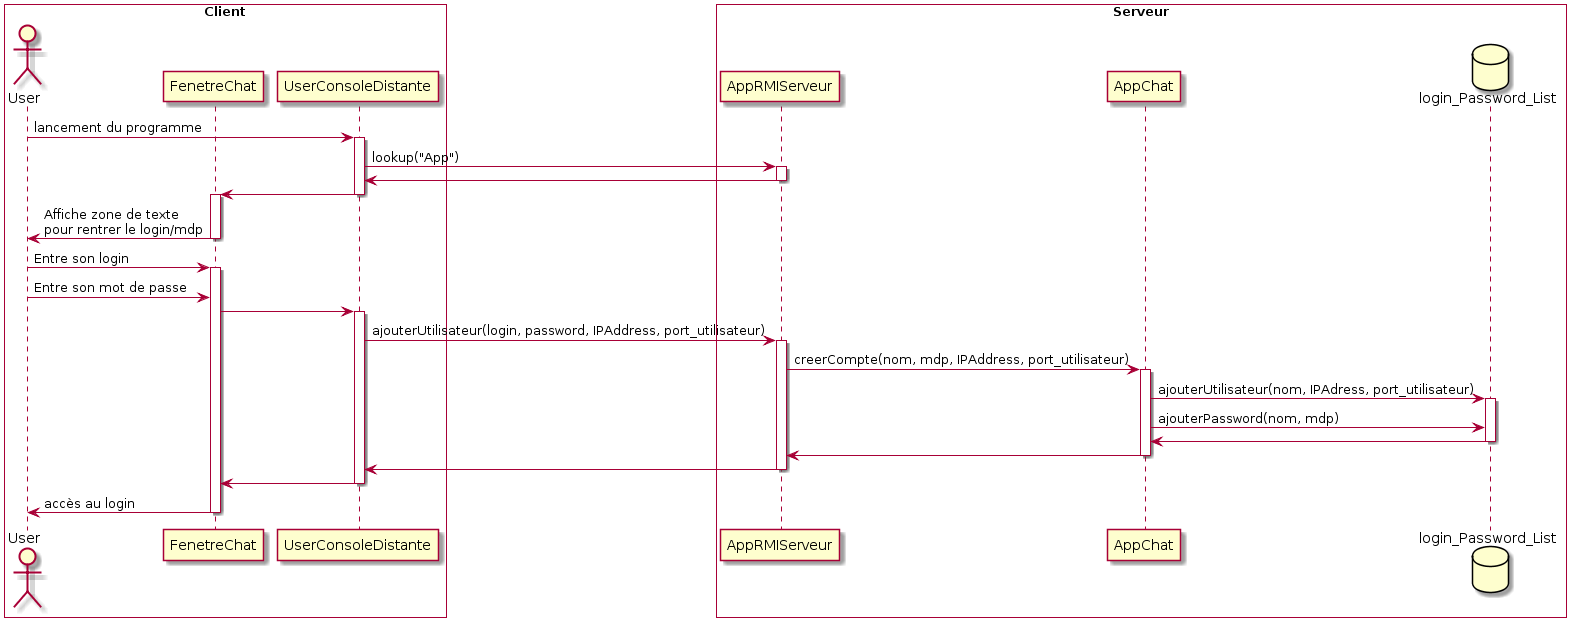 Client
Serveur
User
FenetreChat
UserConsoleDistante
AppRMIServeur
AppChat
login_Password_List
lancement du programme
lookup("App")
Affiche zone de texte
pour rentrer le login/mdp
Entre son login
Entre son mot de passe
ajouterUtilisateur(login, password, IPAddress, port_utilisateur)
creerCompte(nom, mdp, IPAddress, port_utilisateur)
ajouterUtilisateur(nom, IPAdress, port_utilisateur)
ajouterPassword(nom, mdp)
accès au login
User
FenetreChat
UserConsoleDistante
AppRMIServeur
AppChat
login_Password_List